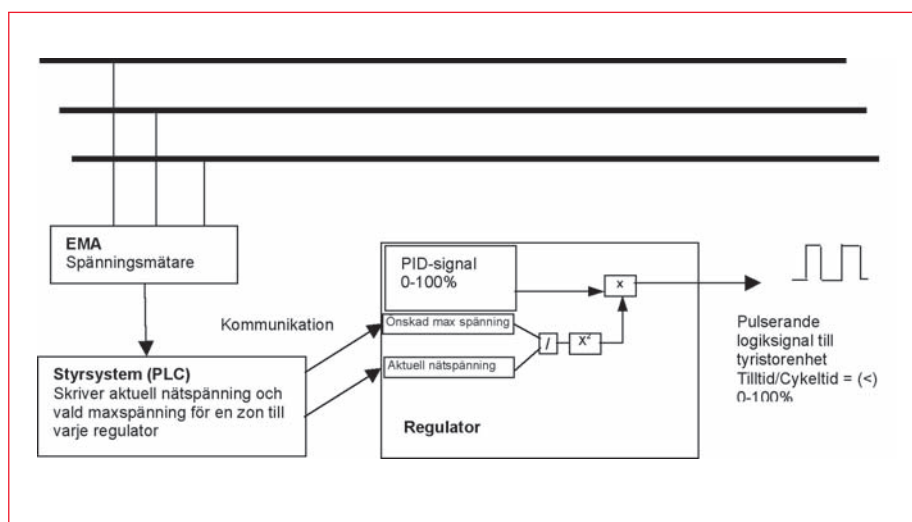 EMA
Spänningsmätare
Kommunikation
Styrsystem (PLC)
Skriver aktuell nätspänning och
vald maxspänning för en zon till
varje regulator
PID-signal
0-100%
Önskad max spänning
Aktuell nätspänning
/
X²
x
Regulator
Pulserande
logiksignal till
tyristorenhet
Tilltid/Cykeltid = (<)
0-100%